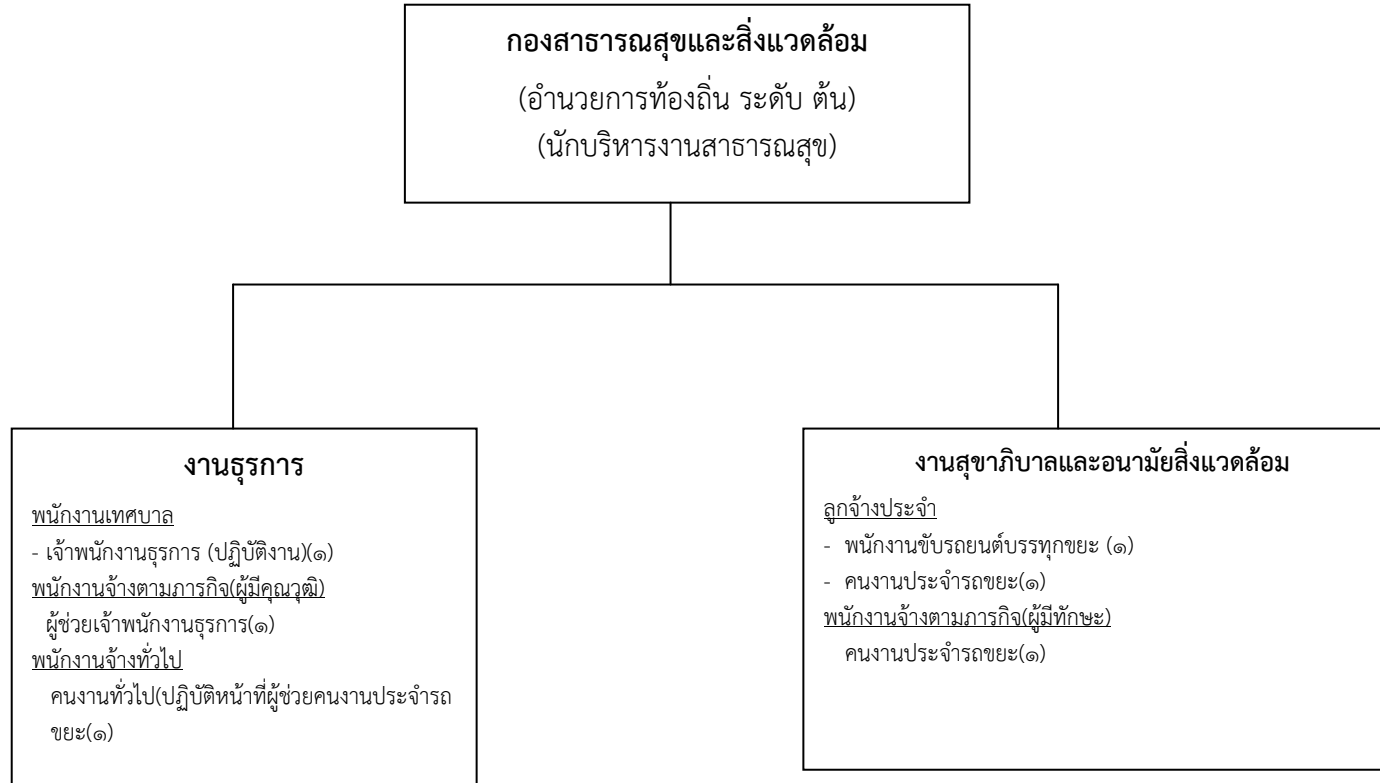 กองสาธารณสุขและสิ่งแวดล้อม
(อำนวยการท้องถิ่น ระดับ ต้น)
(นักบริหารงานสาธารณสุข)
งานธุรการ
พนักงานเทศบาล
- เจ้าพนักงานธุรการ (ปฏิบัติงาน)(๑)
พนักงานจ้างตามภารกิจ(ผู้มีคุณวุฒิ)
ผู้ช่วยเจ้าพนักงานธุรการ(๑)
พนักงานจ้างทั่วไป
คนงานทั่วไป(ปฏิบัติหน้าที่ผู้ช่วยคนงานประจำรถ
ขยะ(๑)
งานสุขาภิบาลและอนามัยสิ่งแวดล้อม
ลูกจ้างประจำ
- พนักงานขับรถยนต์บรรทุกขยะ (๑)
- คนงานประจำรถขยะ(๑)
พนักงานจ้างตามภารกิจ(ผู้มีทักษะ)
คนงานประจำรถขยะ(๑)